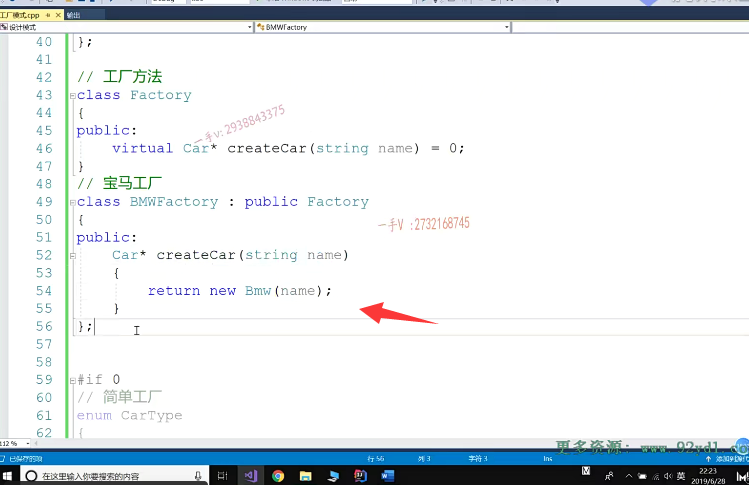 工厂模式.cpp 输出
设计模式 BMWFactory
40 };
41
42 // 工厂方法
43 class Factory
44 {
45 public:
46 virtual Car* createCar(string name) = 0;
47 }
48 // 宝马工厂
49 class BMWFactory : public Factory
50 {
51 public:
52 Car* createCar(string name)
53 {
54 return new Bmw(name);
55 }
56 };
57
58
59 #if 0
60 // 简单工厂
61 enum CarType
62 {
一手v:2938843375
一手V :2732168745
更多资源: www.92xdl.co
112 %
已保存的项 行 56 列 3 字符 3 Ins 添加到源代
在这里输入你要搜索的内容
英
22:23
2019/6/28